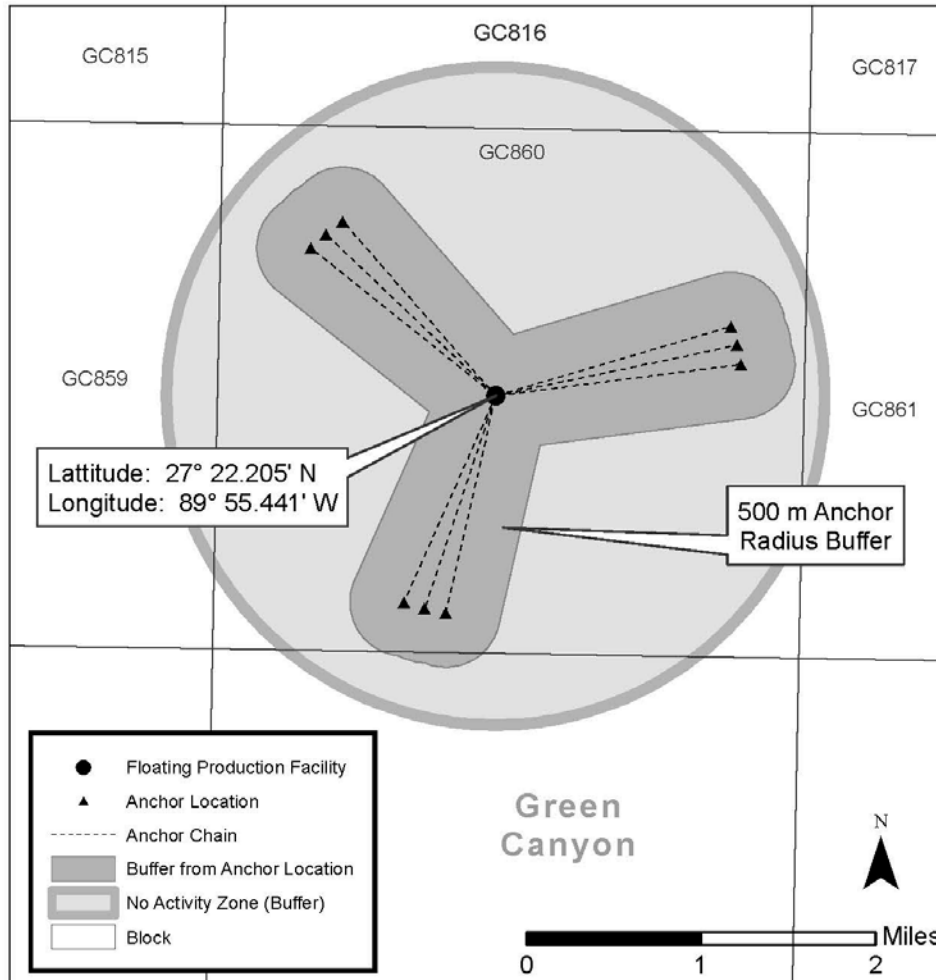 GC815
GC816
GC817
GC860
GC859
GC861
Lattitude: 27° 22.205' N
Longitude: 89° 55.441' W
500 m Anchor
Radius Buffer
Floating Production Facility
Anchor Location
Anchor Chain
Buffer from Anchor Location
No Activity Zone (Buffer)
Block
Green
Canyon
N
Miles
0 1 2